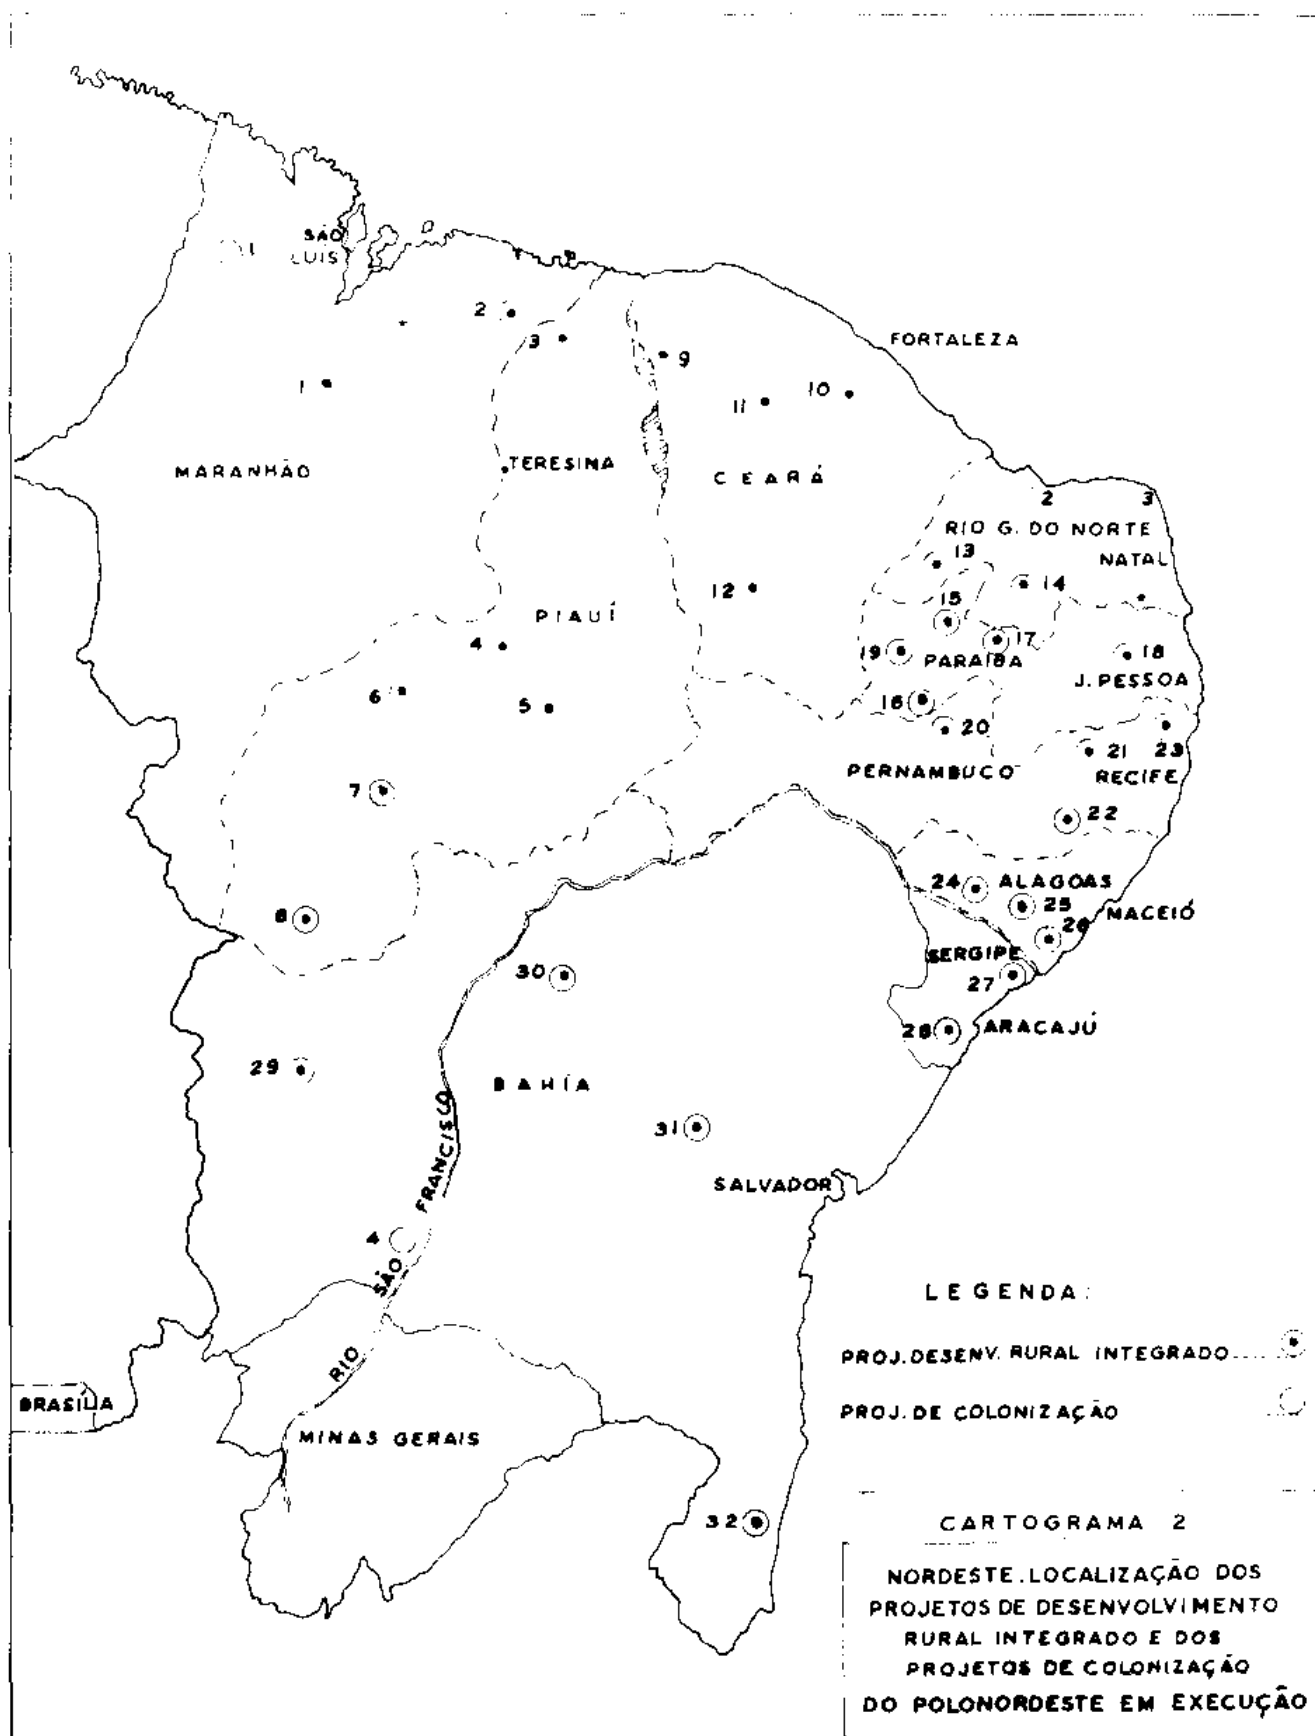 SÃO
LUIS
2
3
9
FORTALEZA
1
11
10
MARANHÃO
TERESINA
CEARÁ
2
3
RIO G. DO NORTE
13
NATAL
12
14
15
PIAUÍ
4
17
19
PARAÍBA
18
J. PESSOA
6
5
16
20
21
23
PERNAMBUCO
RECIFE
7
22
24
ALAGOAS
25
MACEIÓ
8
26
SERGIPE
30
27
28
ARACAJÚ
29
BAHÍA
31
SALVADOR
4
RIO SÃO FRANCISCO
LEGENDA:
PROJ. DESENV. RURAL INTEGRADO
BRASÍLIA
PROJ. DE COLONIZAÇÃO
MINAS GERAIS
32
CARTOGRAMA 2
NORDESTE. LOCALIZAÇÃO DOS
PROJETOS DE DESENVOLVIMENTO
RURAL INTEGRADO E DOS
PROJETOS DE COLONIZAÇÃO
DO POLONORDESTE EM EXECUÇÃO